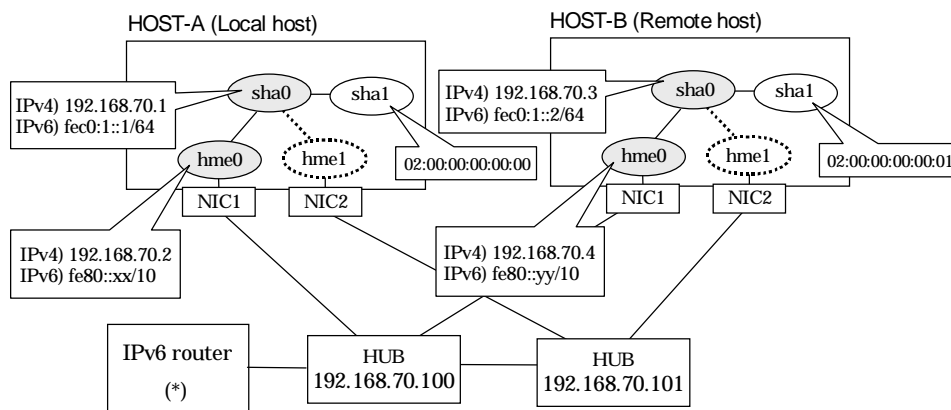 HOST-A (Local host)
HOST-B (Remote host)
IPv4) 192.168.70.1
IPv6) fec0:1::1/64
sha0
sha1
IPv4) 192.168.70.3
IPv6) fec0:1::2/64
sha0
sha1
hme0
hme1
02:00:00:00:00:00
hme0
hme1
02:00:00:00:00:01
NIC1
NIC2
NIC1
NIC2
IPv4) 192.168.70.2
IPv6) fe80::xx/10
IPv4) 192.168.70.4
IPv6) fe80::yy/10
IPv6 router
(*)
HUB
192.168.70.100
HUB
192.168.70.101